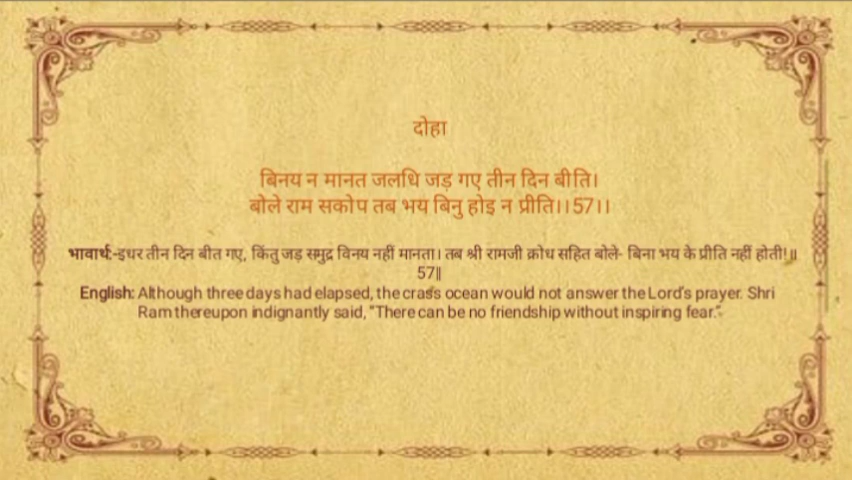 दोहा
बिनय न मानत जलधि जड़ गए तीन दिन बीति।
बोले राम सकोप तब भय बिनु होइ न प्रीति।।57।।
भावार्थ:-इधर तीन दिन बीत गए, किंतु जड़ समुद्र विनय नहीं मानता। तब श्री रामजी क्रोध सहित बोले- बिना भय के प्रीति नहीं होती!॥
57॥
English: Although three days had elapsed, the crass ocean would not answer the Lord's prayer. Shri
Ram thereupon indignantly said, "There can be no friendship without inspiring fear."